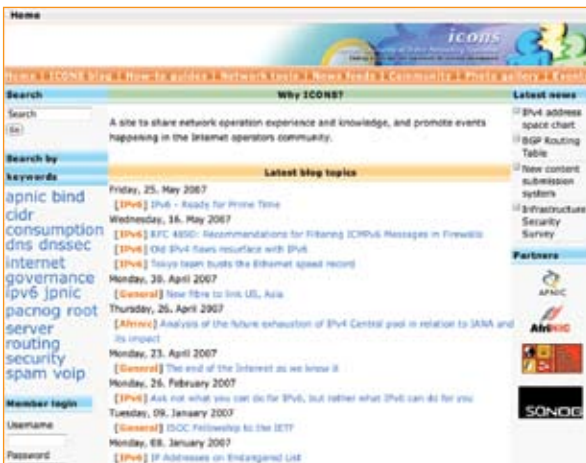 Home
icons
Home | ICONS blog | How-to guides | Network tools | News feeds | Community | Photo gallery | Event
Search
Search
Go
Search by
keywords
apnic bind
cidr
consumption
dns dnssec
internet
governance
ipv6 jpnic
pacnog root
server
routing
security
spam voip
Member login
Username
Password
Why ICONS?
A site to share network operation experience and knowledge, and promote events
happening in the Internet operators community.
Latest blog topics
Friday, 25. May 2007
[IPv6] IPv6 - Ready for Prime Time
Wednesday, 16. May 2007
[IPv6] RFC 4890: Recommendations for Filtering ICMPv6 Messages in Firewalls
[IPv6] Old IPv4 flaws resurface with IPv6
[IPv6] Tokyo team busts the Ethernet speed record
Monday, 30. April 2007
[General] New fibre to link US, Asia
Thursday, 26. April 2007
[Afrinic] Analysis of the future exhaustion of IPv4 Central pool in relation to IANA and
its impact
Monday, 23. April 2007
[General] The end of the Internet as we know it
Monday, 26. February 2007
[IPv6] Ask not what you can do for IPv6, but rather what IPv6 can do for you
Tuesday, 09. January 2007
[General] ISOC Fellowship to the IETF
Monday, 08. January 2007
[IPv6] IP Addresses on Endangered List
Latest news
IPv4 address
space chart
BGP Routing
Table
New content
submission
system
Infrastructure
Security
Survey
Partners
APNIC
AfriNIC
SANOG